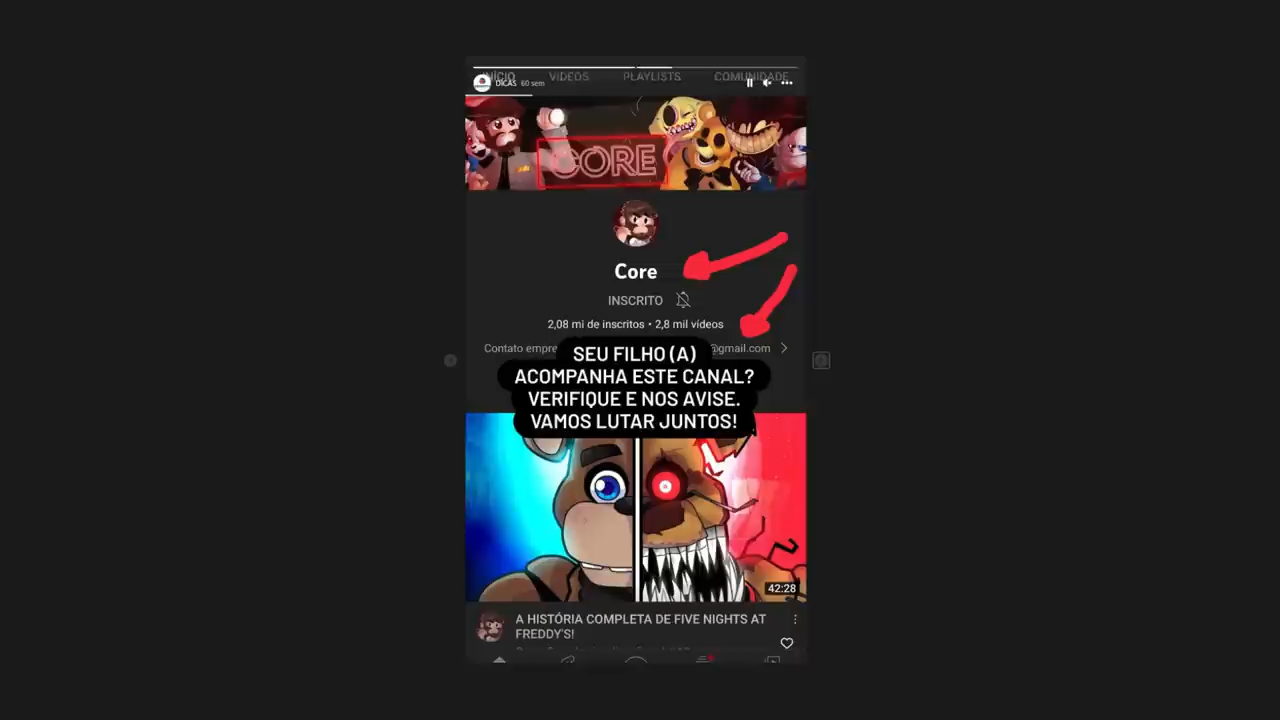 INÍCIO VÍDEOS PLAYLISTS COMUNIDADE
DICAS 60 sem
CORE
Core
INSCRITO
2,08 mi de inscritos • 2,8 mil vídeos
Contato empre @gmail.com
SEU FILHO (A)
ACOMPANHA ESTE CANAL?
VERIFIQUE E NOS AVISE.
VAMOS LUTAR JUNTOS!
42:28
A HISTÓRIA COMPLETA DE FIVE NIGHTS AT
FREDDY'S!